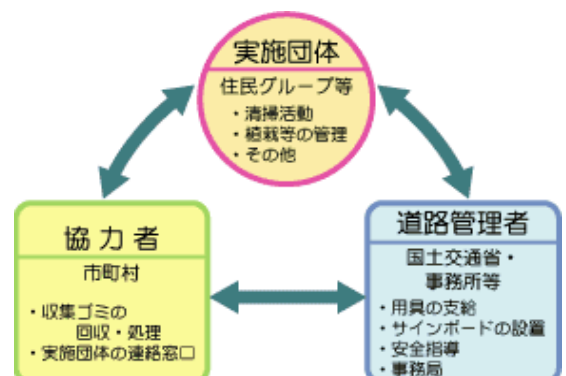 実施団体
住民グループ等
・清掃活動
・植栽等の管理
・その他
協力者
市町村
・収集ゴミの
回収・処理
・実施団体の連絡窓口
道路管理者
国土交通省・
事務所等
・用具の支給
・サインボードの設置
・安全指導
・事務局